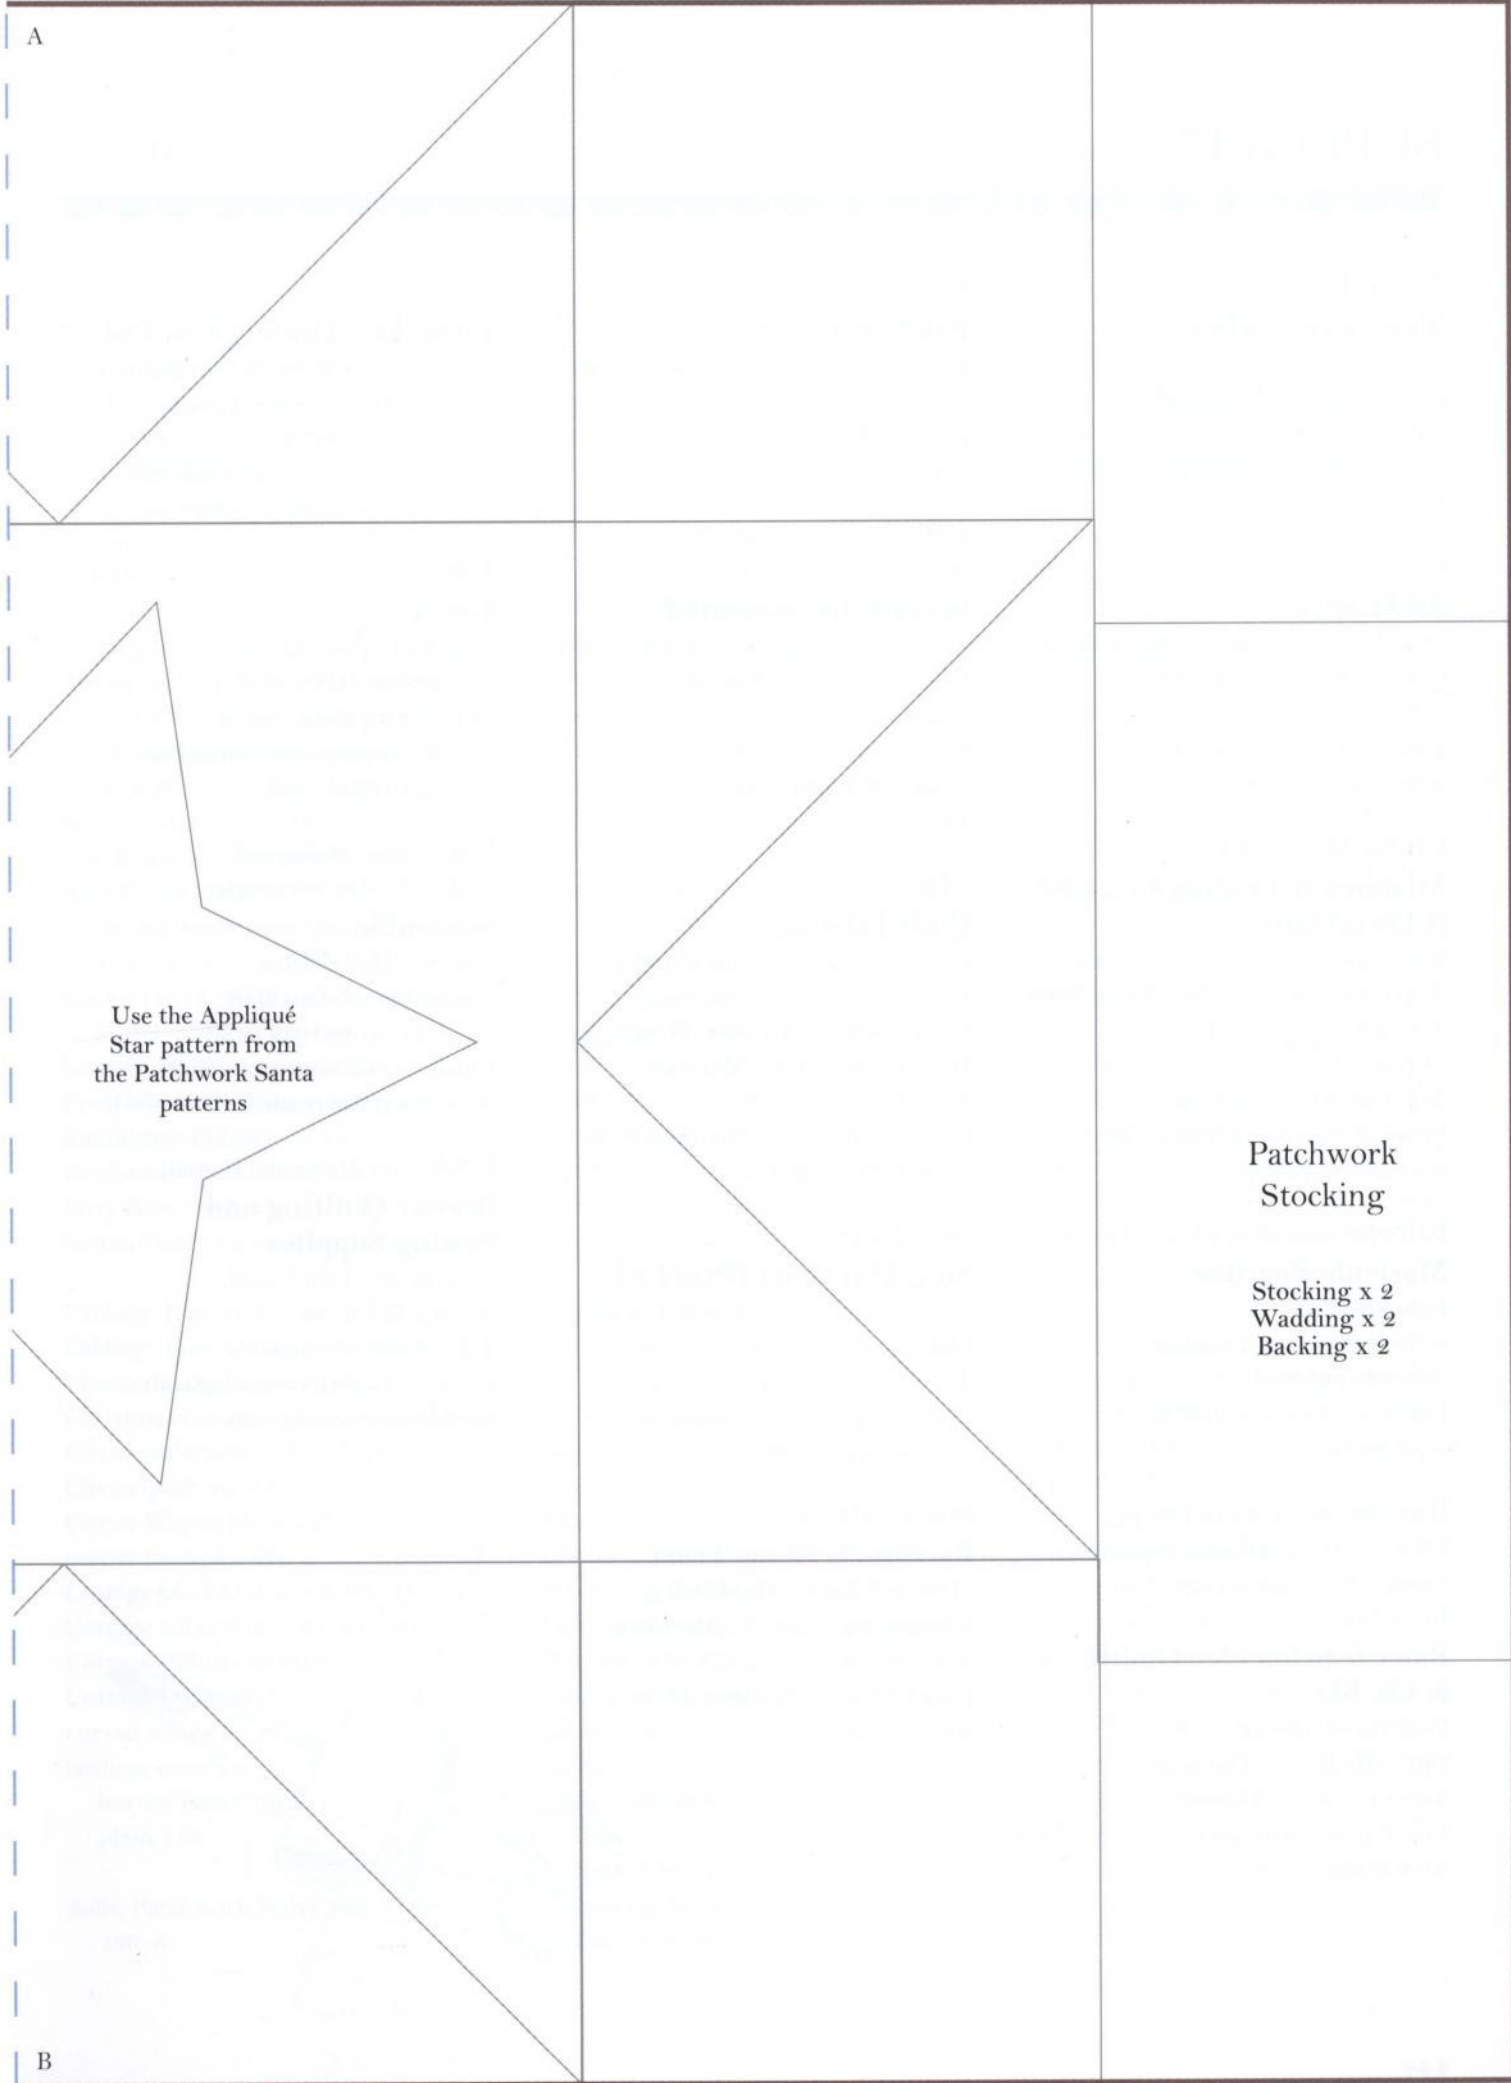 A
Use the Appliqué
Star pattern from
the Patchwork Santa
patterns
Patchwork
Stocking
Stocking x 2
Wadding x 2
Backing x 2
B